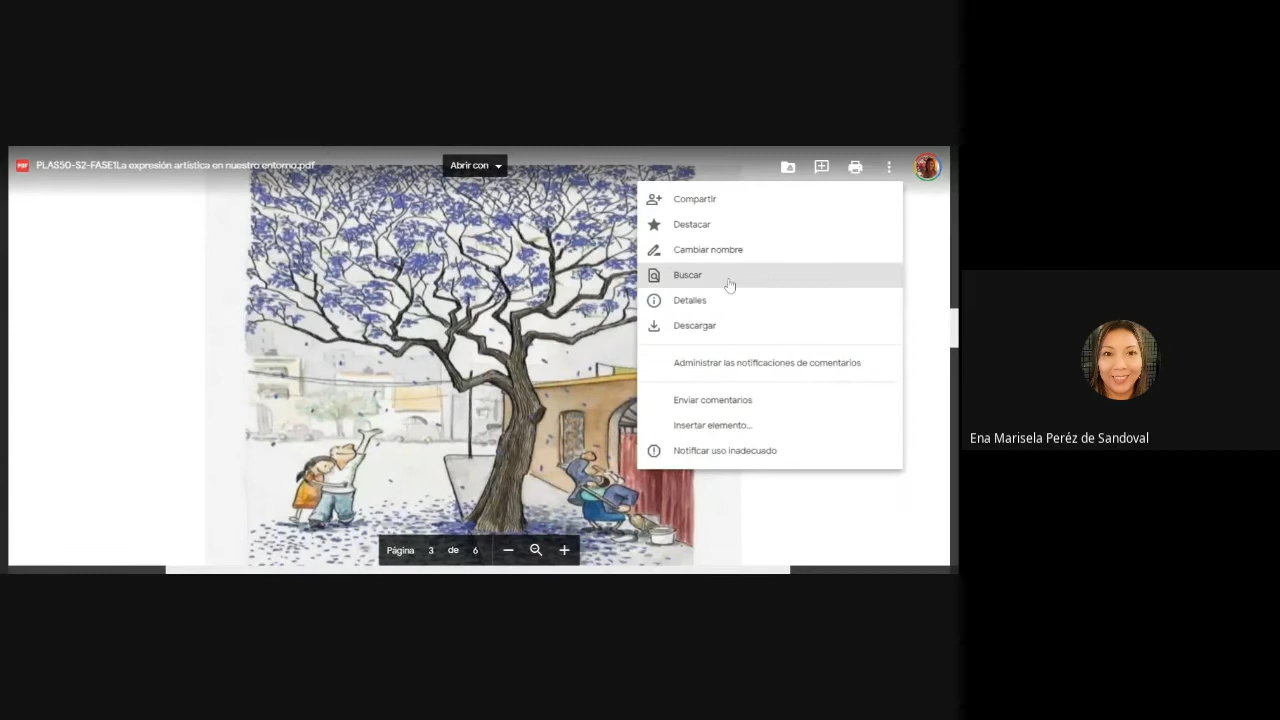 PDF
PLAS50-S2-FASE1La expresión artística en nuestro entorno.pdf
Abrir con
Compartir
Destacar
Cambiar nombre
Buscar
Detalles
Descargar
Administrar las notificaciones de comentarios
Enviar comentarios
Insertar elemento...
Notificar uso inadecuado
Página 3 de 6
Ena Marisela Peréz de Sandoval